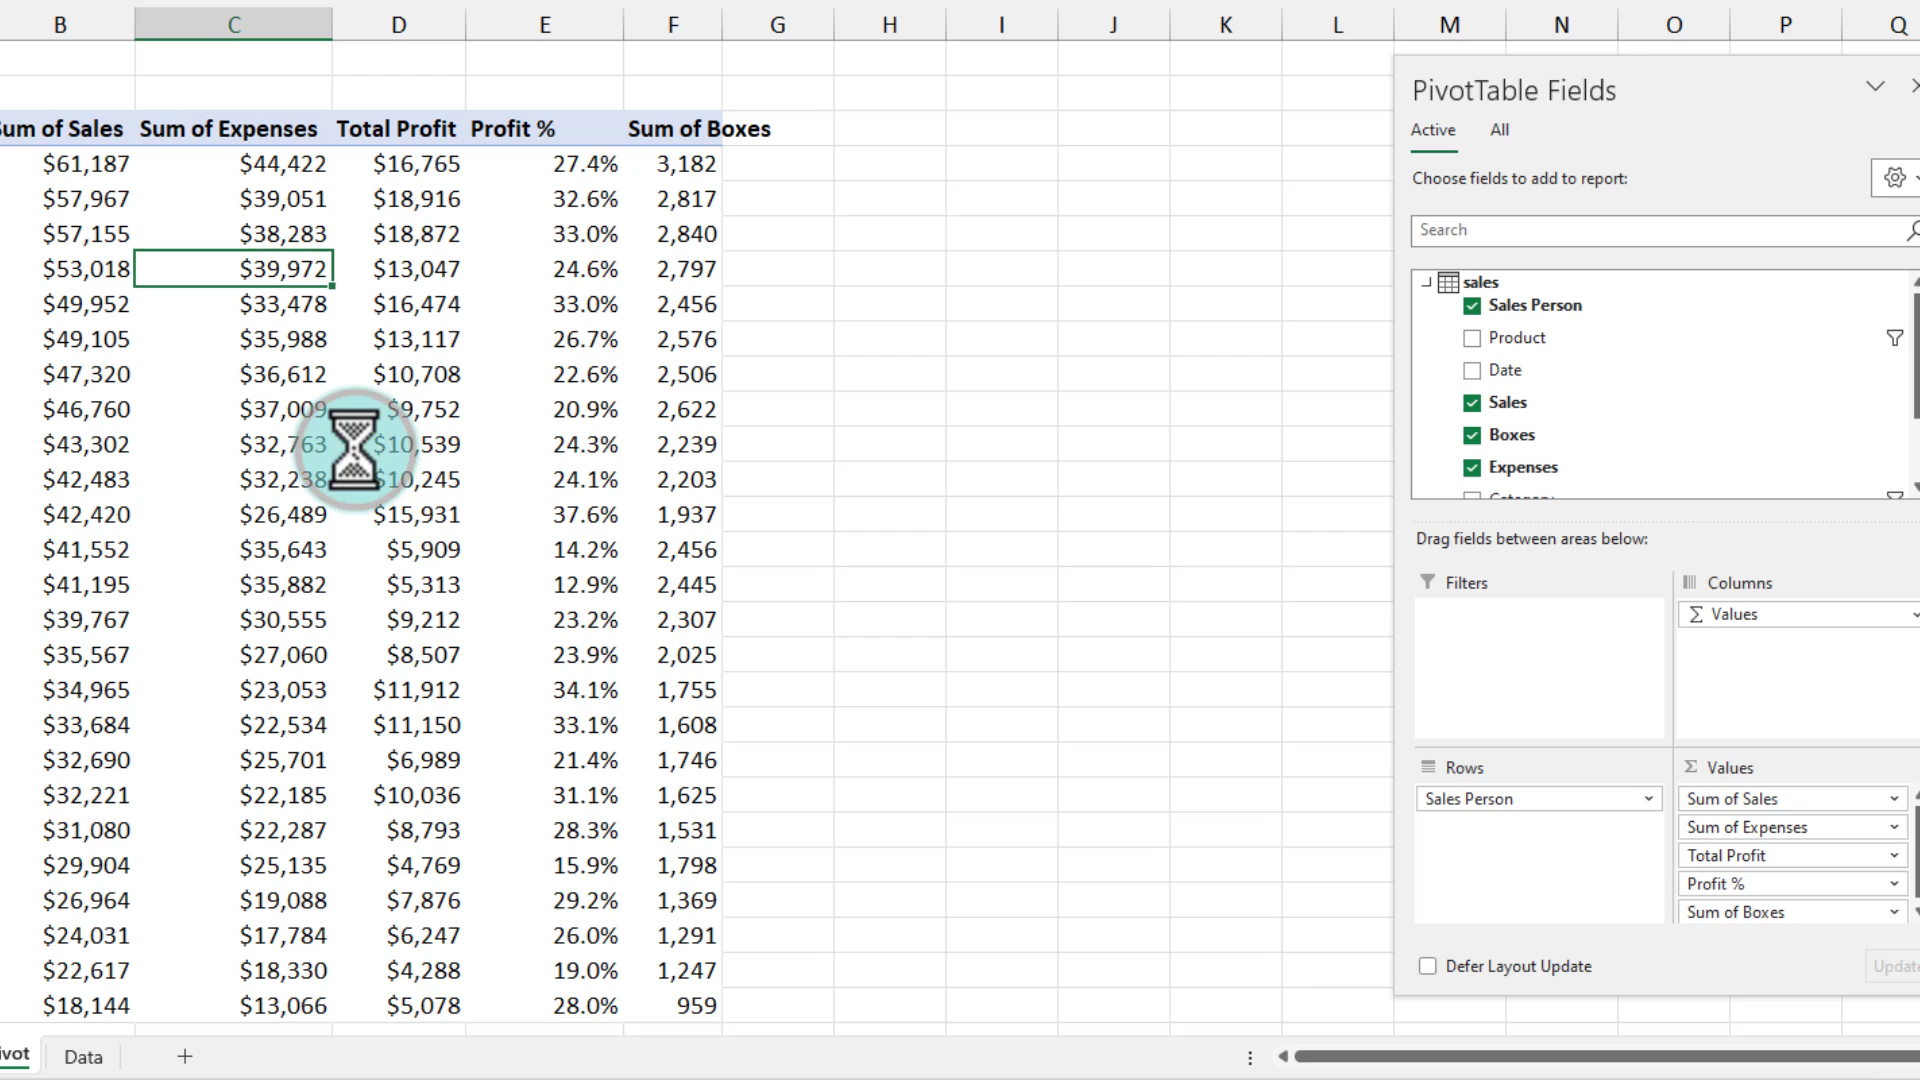 B C D E F G H I J K L M N O P Q
Sum of Sales Sum of Expenses Total Profit Profit % Sum of Boxes
$61,187 $44,422 $16,765 27.4% 3,182
$57,967 $39,051 $18,916 32.6% 2,817
$57,155 $38,283 $18,872 33.0% 2,840
$53,018 $39,972 $13,047 24.6% 2,797
$49,952 $33,478 $16,474 33.0% 2,456
$49,105 $35,988 $13,117 26.7% 2,576
$47,320 $36,612 $10,708 22.6% 2,506
$46,760 $37,009 $9,752 20.9% 2,622
$43,302 $32,763 $10,539 24.3% 2,239
$42,483 $32,238 $10,245 24.1% 2,203
$42,420 $26,489 $15,931 37.6% 1,937
$41,552 $35,643 $5,909 14.2% 2,456
$41,195 $35,882 $5,313 12.9% 2,445
$39,767 $30,555 $9,212 23.2% 2,307
$35,567 $27,060 $8,507 23.9% 2,025
$34,965 $23,053 $11,912 34.1% 1,755
$33,684 $22,534 $11,150 33.1% 1,608
$32,690 $25,701 $6,989 21.4% 1,746
$32,221 $22,185 $10,036 31.1% 1,625
$31,080 $22,287 $8,793 28.3% 1,531
$29,904 $25,135 $4,769 15.9% 1,798
$26,964 $19,088 $7,876 29.2% 1,369
$24,031 $17,784 $6,247 26.0% 1,291
$22,617 $18,330 $4,288 19.0% 1,247
$18,144 $13,066 $5,078 28.0% 959
ivot Data +
PivotTable Fields
Active All
Choose fields to add to report:
Search
sales
Sales Person
Product
Date
Sales
Boxes
Expenses
Category
Drag fields between areas below:
Filters Columns
Σ Values
Rows Σ Values
Sales Person Sum of Sales
Sum of Expenses
Total Profit
Profit %
Sum of Boxes
Defer Layout Update Update